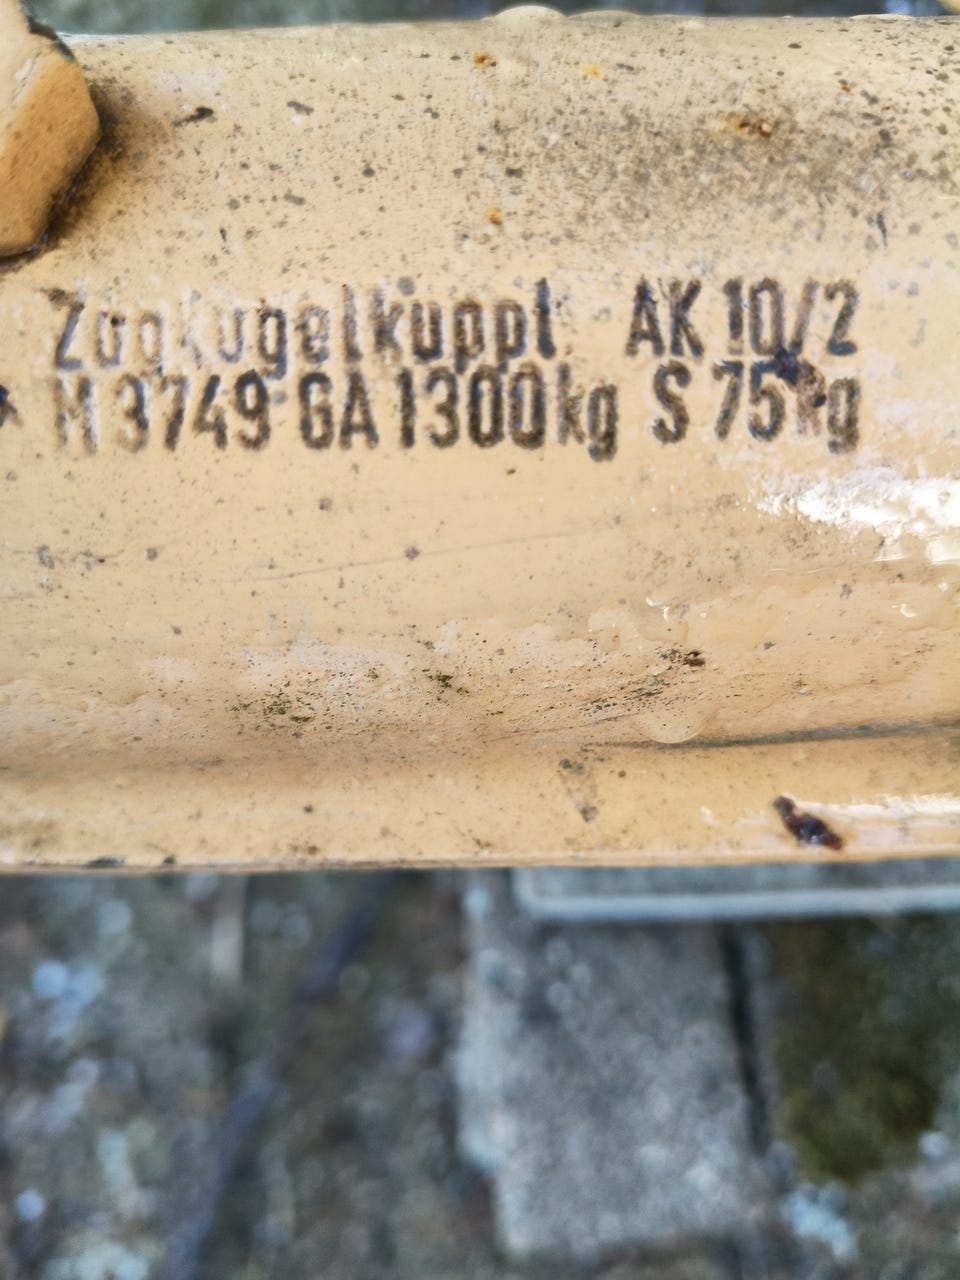 Zugkugelkuppl AK 10/2
M 3749 GA 1300kg S 75kg